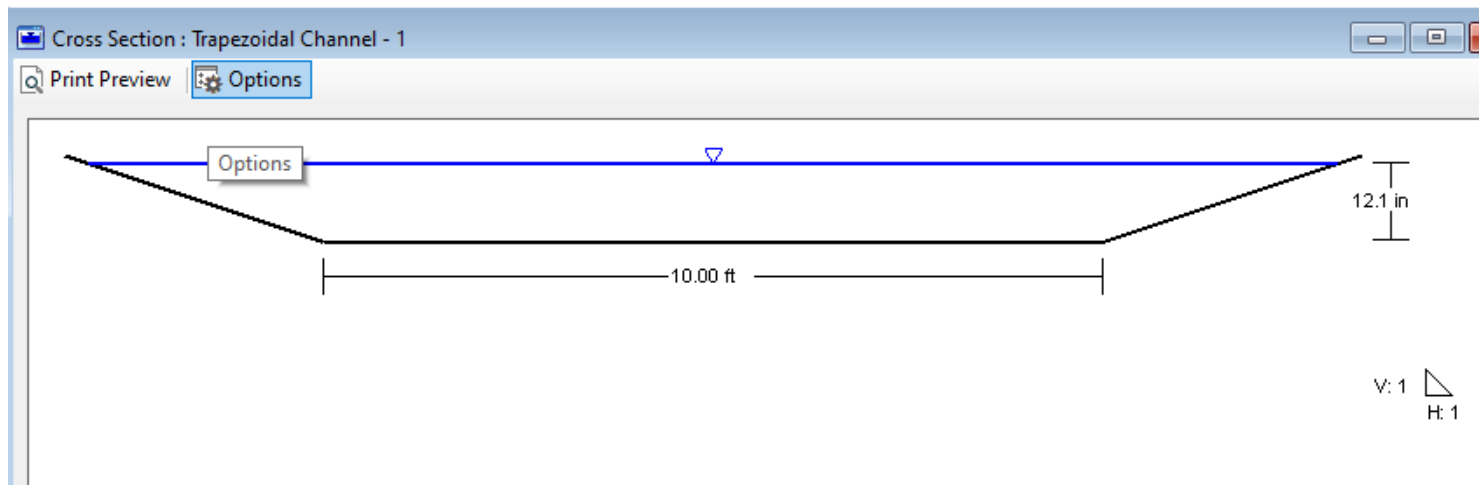 Cross Section : Trapezoidal Channel - 1
Print Preview Options
Options
12.1 in
10.00 ft
V: 1
H: 1